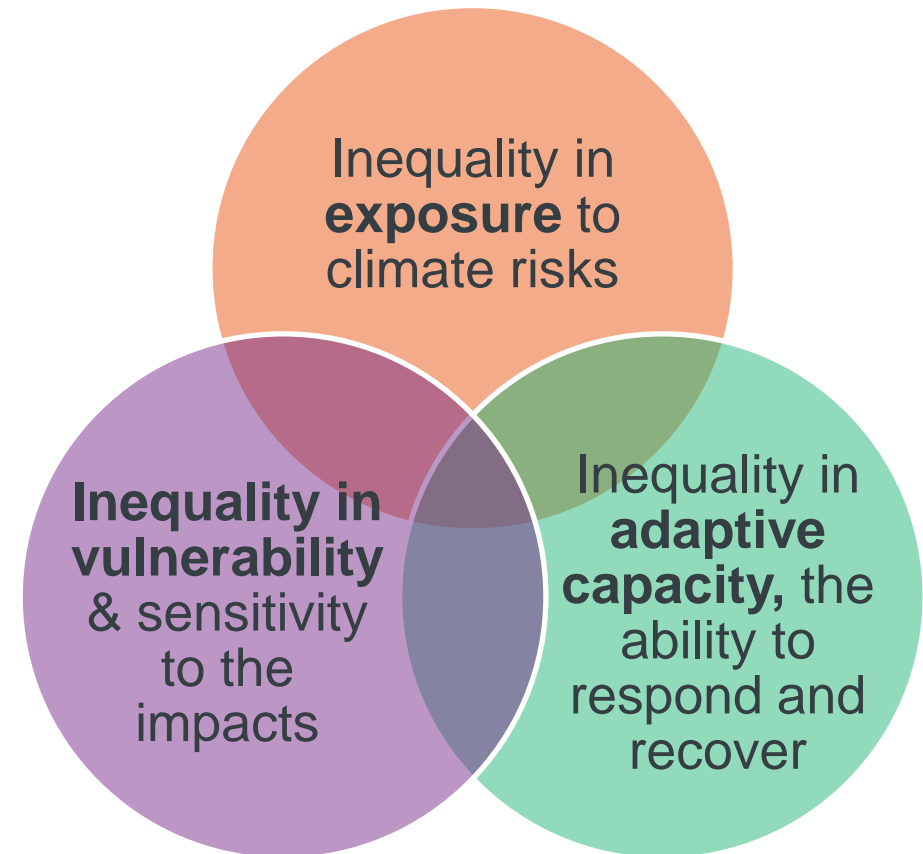 Inequality in
exposure to
climate risks
Inequality in
vulnerability
& sensitivity
to the
impacts
Inequality in
adaptive
capacity, the
ability to
respond and
recover